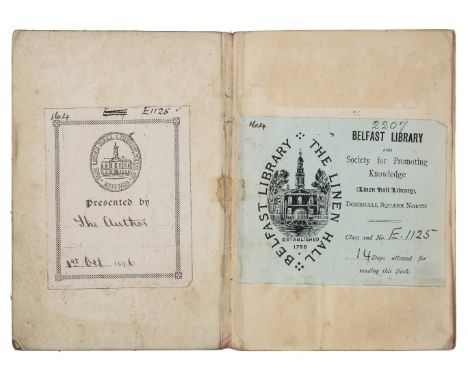 1604
E1125
Presented by
The Author
1st Oct 1896
1604
2207
BELFAST LIBRARY
AND
Society for Promoting
Knowledge
(Linen Hall Library),
DONEGALL SQUARE NORTH
Class and No. E.1125
14 Days allowed for
reading this Book.
BELFAST LIBRARY · THE LINEN HALL
ESTABLISHED
1788